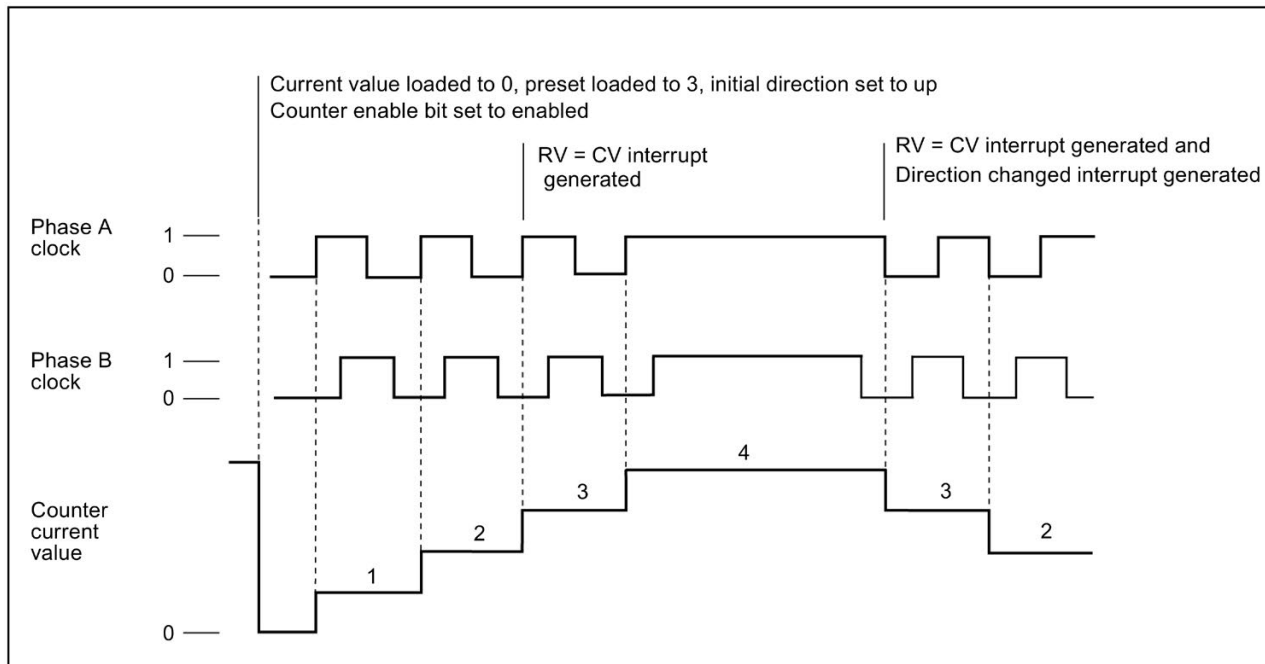 Current value loaded to 0, preset loaded to 3, initial direction set to up
Counter enable bit set to enabled
RV = CV interrupt
generated
RV = CV interrupt generated and
Direction changed interrupt generated
Phase A
clock
1
0
Phase B
clock
1
0
Counter
current
value
0
1
2
3
4
3
2